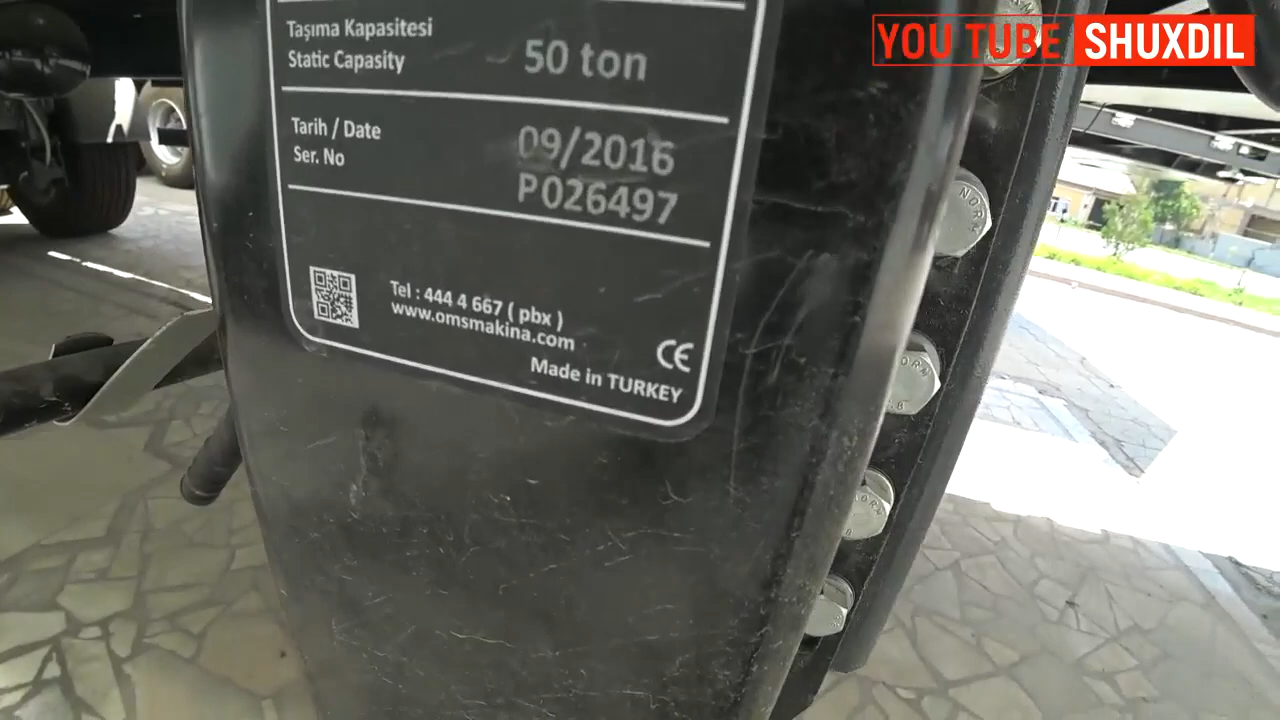 YOU TUBE SHUXDIL
Taşıma Kapasitesi
Static Capasity
50 ton
Tarih / Date
09/2016
Ser. No
P026497
Tel : 444 4 667 ( pbx )
www.omsmakina.com
CE
Made in TURKEY
NORM